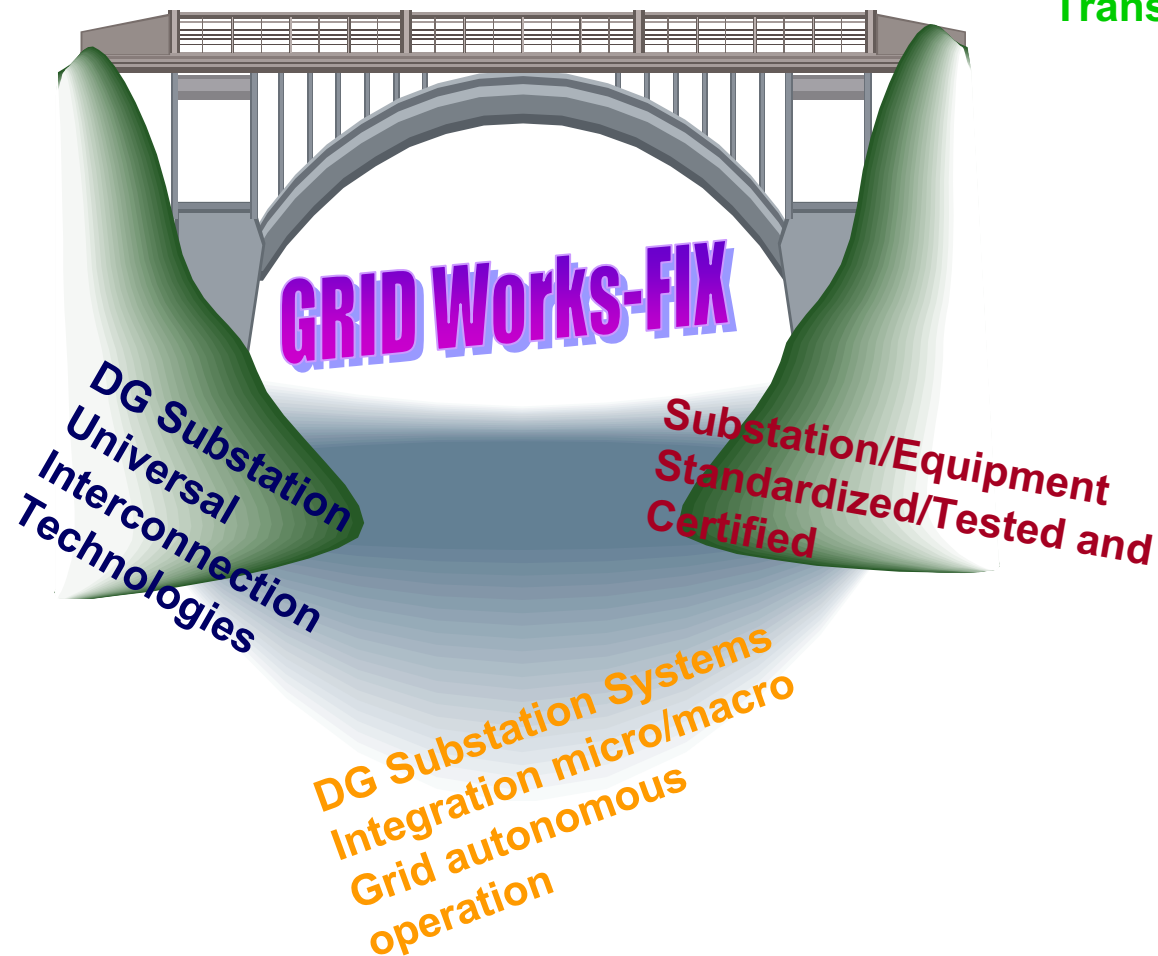 Trans
GRID Works-FIX
DG Substation
Universal
Interconnection
Technologies
Substation/Equipment
Standardized/Tested and
Certified
DG Substation Systems
Integration micro/macro
Grid autonomous
operation